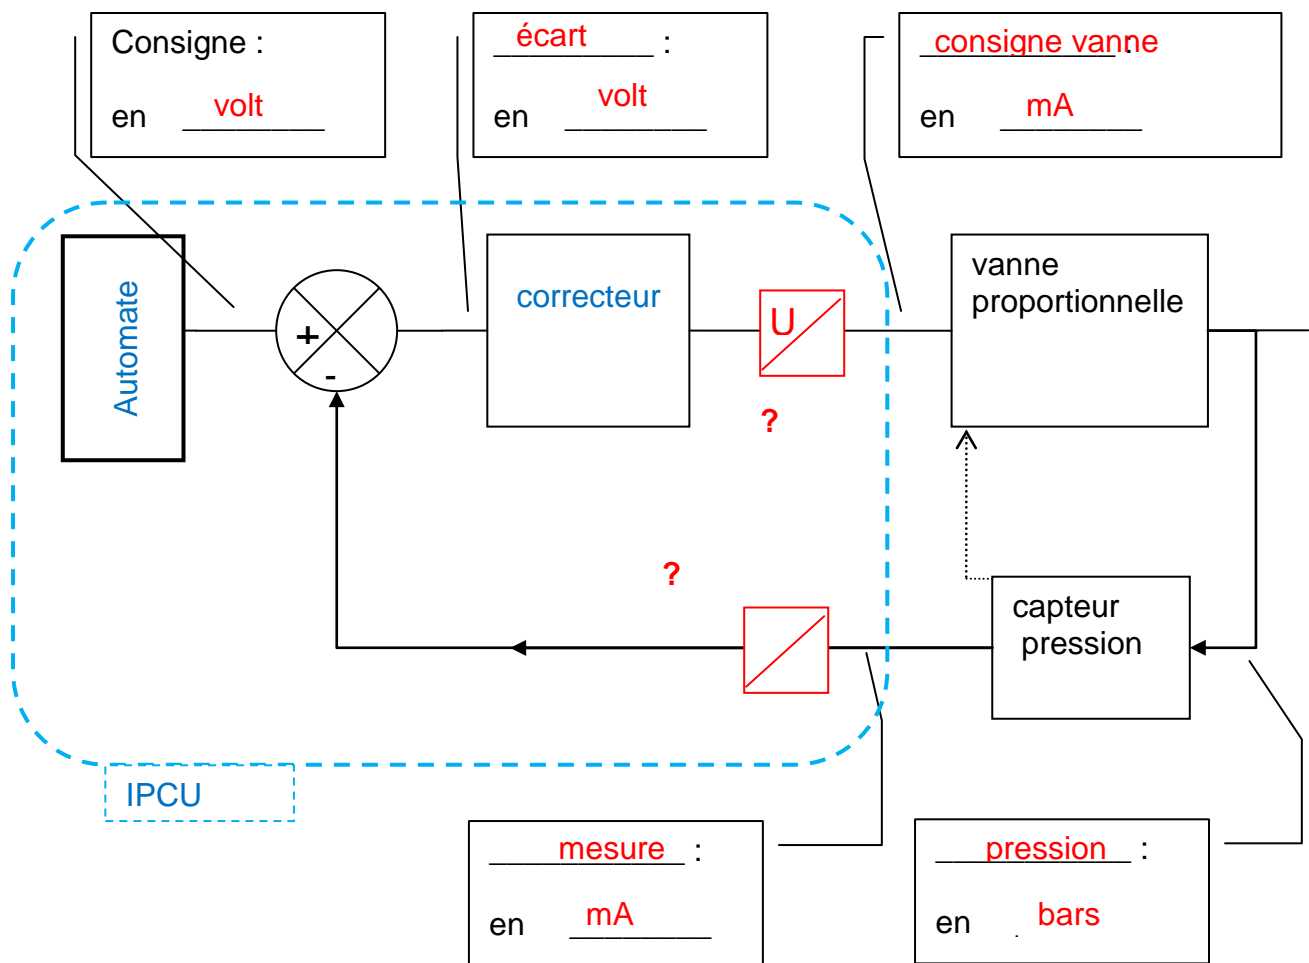 Consigne :
en volt
écart :
en volt
consigne vanne :
en mA
Automate
+
-
correcteur
U
?
vanne
proportionnelle
?
capteur
pression
IPCU
mesure :
en mA
pression :
en bars